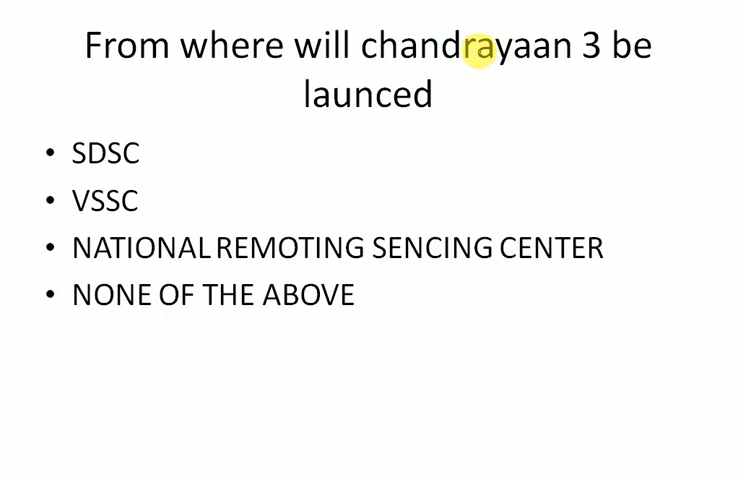 From where will chandrayaan 3 be
launced
• SDSC
• VSSC
• NATIONAL REMOTING SENCING CENTER
• NONE OF THE ABOVE